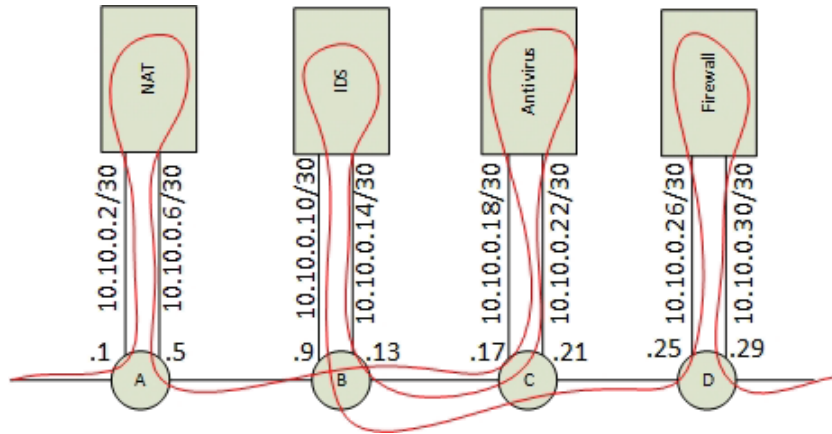 NAT
IDS
Antivirus
Firewall
10.10.0.2/30
10.10.0.6/30
10.10.0.10/30
10.10.0.14/30
10.10.0.18/30
10.10.0.22/30
10.10.0.26/30
10.10.0.30/30
.1
.5
.9
.13
.17
.21
.25
.29
A
B
C
D